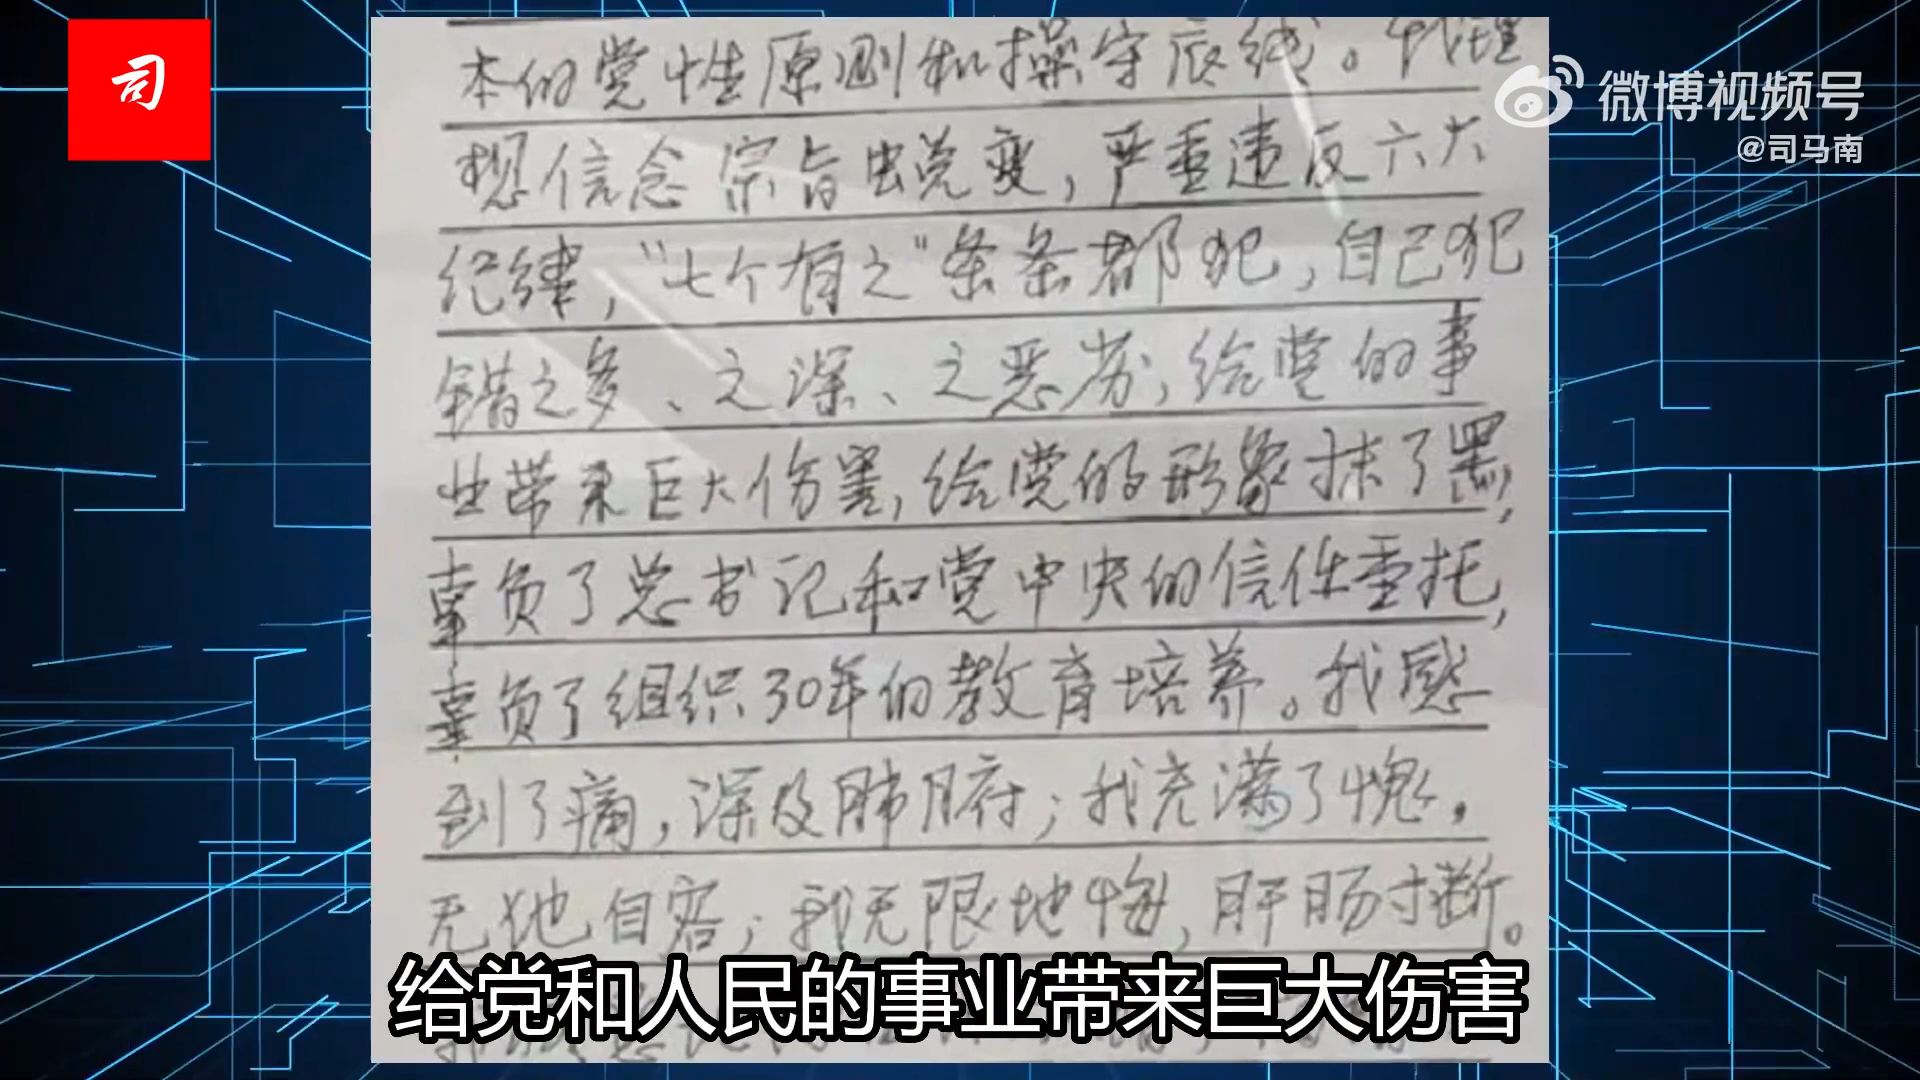 司
微博视频号
@司马南
本的党性原则和操守底线。我理
想信念宗旨蜕变，严重违反六大
纪律，“七个有之”条条都犯，自己犯
错之多、之深、之恶劣，给党的事
业带来巨大伤害，给党的形象抹了黑，
辜负了总书记和党中央的信任重托，
辜负了组织30年的教育培养。我感
到了痛，深及肺腑；我充满了愧，
无地自容；我无限地悔，肝肠寸断。
给党和人民的事业带来巨大伤害